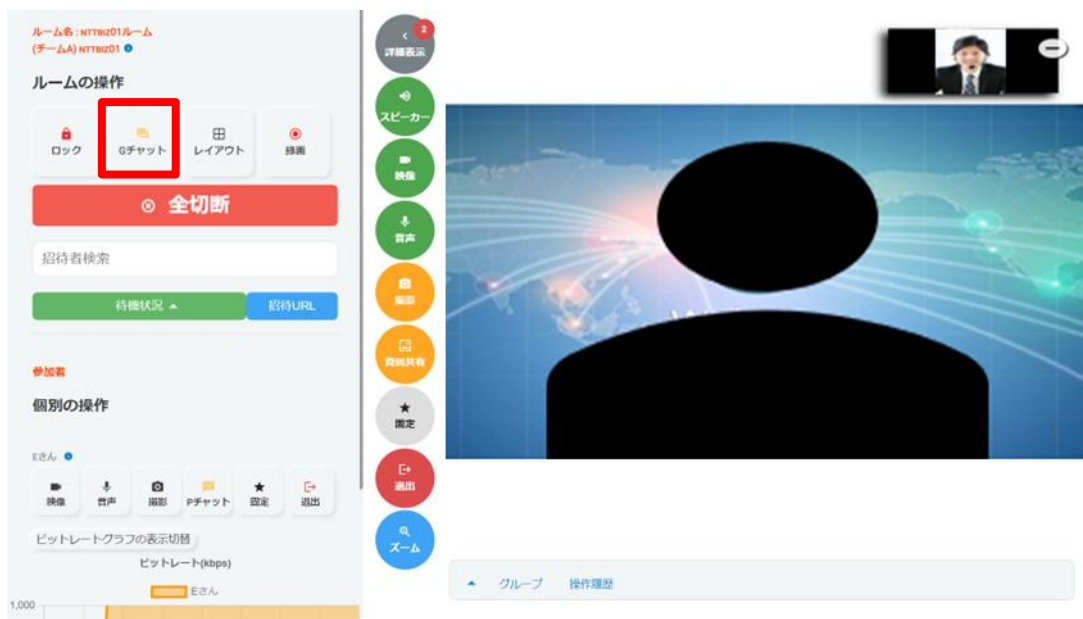 ルーム名 : NTTBIZ01ルーム
(チームA) NTTBIZ01
ルームの操作
ロック
Gチャット
レイアウト
録画
全切断
招待者検索
待機状況
招待URL
参加者
個別の操作
Eさん
映像
音声
撮影
Pチャット
固定
退出
ビットレートグラフの表示切替
ビットレート(kbps)
Eさん
1,000
2
詳細表示
スピーカー
映像
音声
撮影
資料共有
固定
退出
ズーム
グループ
操作履歴